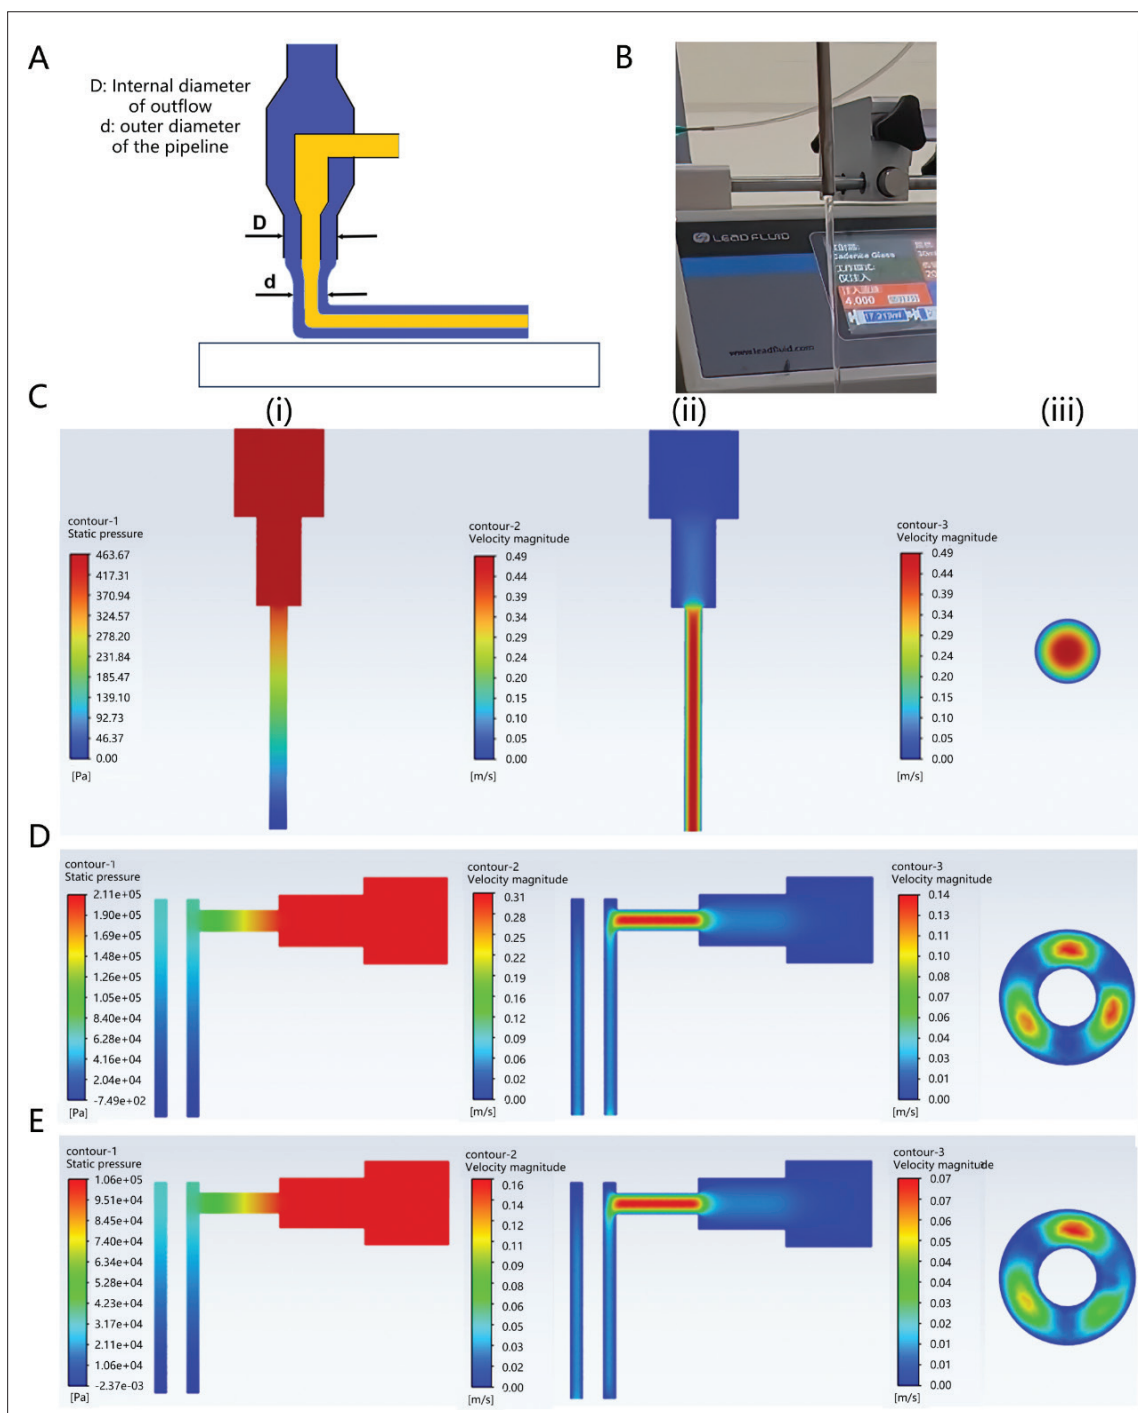 A
D: Internal diameter
of outflow
d: outer diameter
of the pipeline
D
d
B
LEAD FLUID
Cadence Glass
4.000
www.leadfluid.com
C
(i)
(ii)
(iii)
contour-1
Static pressure
463.67
417.31
370.94
324.57
278.20
231.84
185.47
139.10
92.73
46.37
0.00
[Pa]
contour-2
Velocity magnitude
0.49
0.44
0.39
0.34
0.29
0.24
0.20
0.15
0.10
0.05
0.00
[m/s]
contour-3
Velocity magnitude
0.49
0.44
0.39
0.34
0.29
0.24
0.20
0.15
0.10
0.05
0.00
[m/s]
D
contour-1
Static pressure
2.11e+05
1.90e+05
1.69e+05
1.48e+05
1.26e+05
1.05e+05
8.40e+04
6.28e+04
4.16e+04
2.04e+04
-7.49e+02
[Pa]
contour-2
Velocity magnitude
0.31
0.28
0.25
0.22
0.19
0.16
0.12
0.09
0.06
0.02
0.00
[m/s]
contour-3
Velocity magnitude
0.14
0.13
0.11
0.10
0.08
0.07
0.06
0.04
0.03
0.01
0.00
[m/s]
E
contour-1
Static pressure
1.06e+05
9.51e+04
8.45e+04
7.40e+04
6.34e+04
5.28e+04
4.23e+04
3.17e+04
2.11e+04
1.06e+04
-2.37e-03
[Pa]
contour-2
Velocity magnitude
0.16
0.14
0.13
0.11
0.09
0.08
0.06
0.05
0.03
0.02
0.00
[m/s]
contour-3
Velocity magnitude
0.07
0.06
0.06
0.05
0.04
0.04
0.03
0.02
0.01
0.01
0.00
[m/s]